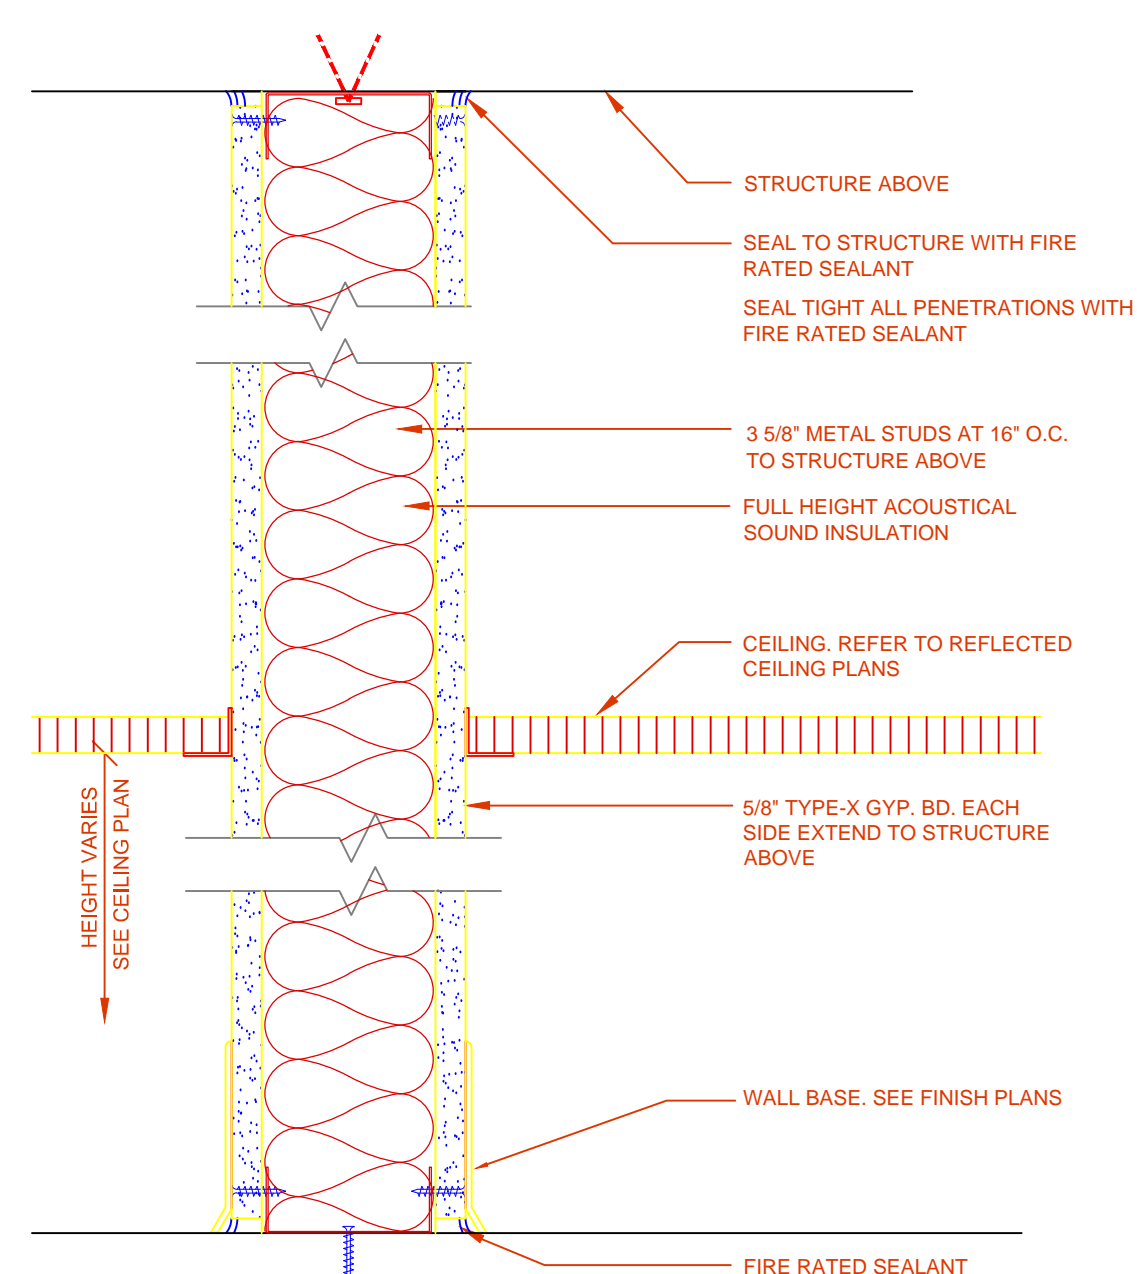 STRUCTURE ABOVE
SEAL TO STRUCTURE WITH FIRE
RATED SEALANT
SEAL TIGHT ALL PENETRATIONS WITH
FIRE RATED SEALANT
3 5/8" METAL STUDS AT 16" O.C.
TO STRUCTURE ABOVE
FULL HEIGHT ACOUSTICAL
SOUND INSULATION
CEILING. REFER TO REFLECTED
CEILING PLANS
5/8" TYPE-X GYP. BD. EACH
SIDE EXTEND TO STRUCTURE
ABOVE
HEIGHT VARIES
SEE CEILING PLAN
WALL BASE. SEE FINISH PLANS
FIRE RATED SEALANT